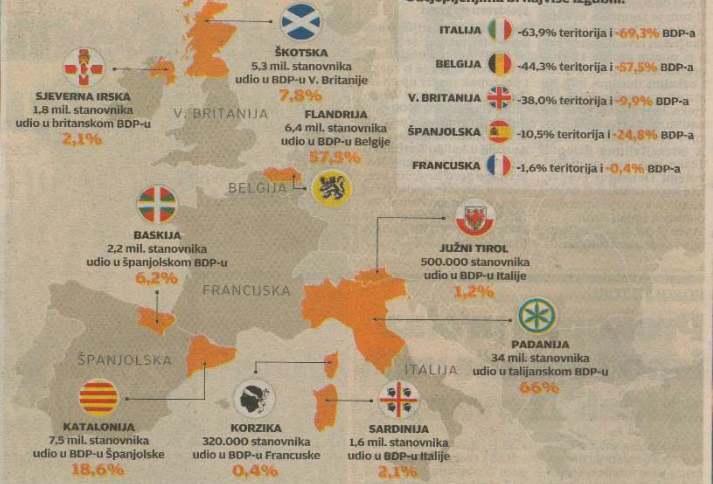 ŠKOTSKA
5,3 mil. stanovnika
udio u BDP-u V. Britanije
7,8%
SJEVERNA IRSKA
1,8 mil. stanovnika
udio u britanskom BDP-u
2,1%
V. BRITANIJA
FLANDRIJA
6,4 mil. stanovnika
udio u BDP-u Belgije
57,5%
BELGIJA
ITALIJA -63,9% teritorija i -69,3% BDP-a
BELGIJA -44,3% teritorija i -57,5% BDP-a
V. BRITANIJA -38,0% teritorija i -9,9% BDP-a
ŠPANJOLSKA -10,5% teritorija i -24,8% BDP-a
FRANCUSKA -1,6% teritorija i -0,4% BDP-a
BASKIJA
2,2 mil. stanovnika
udio u španjolskom BDP-u
6,2%
JUŽNI TIROL
500.000 stanovnika
udio u BDP-u Italije
1,2%
FRANCUSKA
PADANIJA
34 mil. stanovnika
udio u talijanskom BDP-u
66%
ŠPANJOLSKA
ITALIJA
KATALONIJA
7,5 mil. stanovnika
udio u BDP-u Španjolske
18,6%
KORZIKA
320.000 stanovnika
udio u BDP-u Francuske
0,4%
SARDINIJA
1,6 mil. stanovnika
udio u BDP-u Italije
2,1%